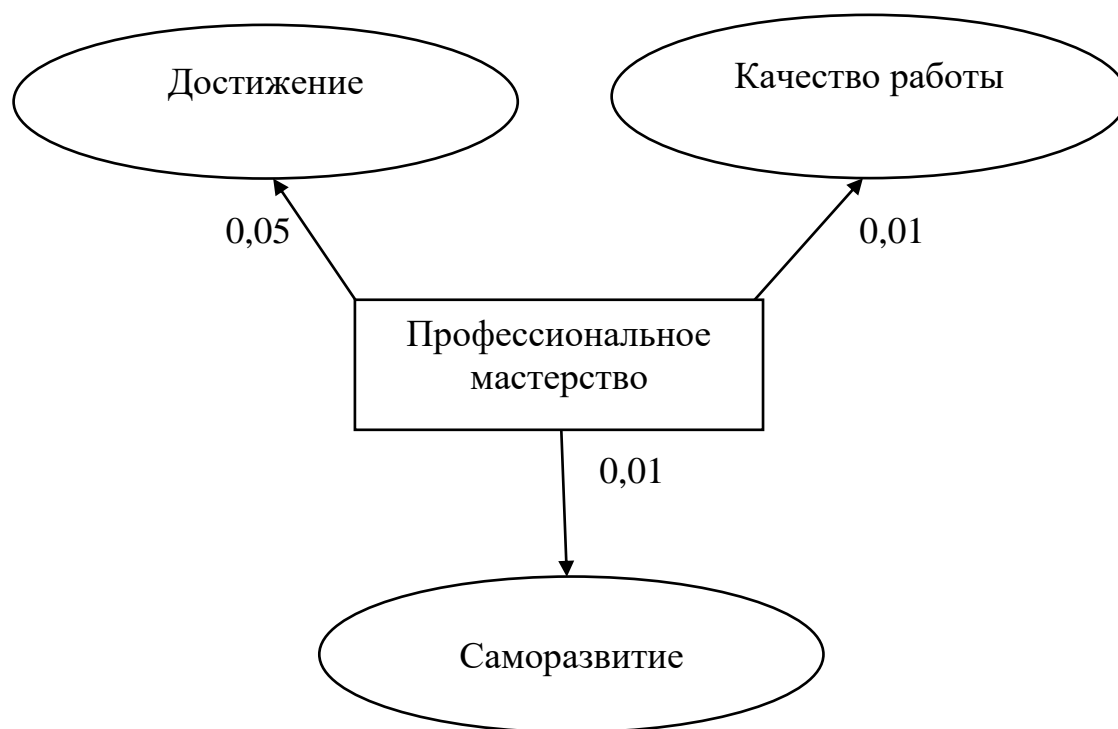 Достижение
Качество работы
0,05
0,01
Профессиональное
мастерство
0,01
Саморазвитие